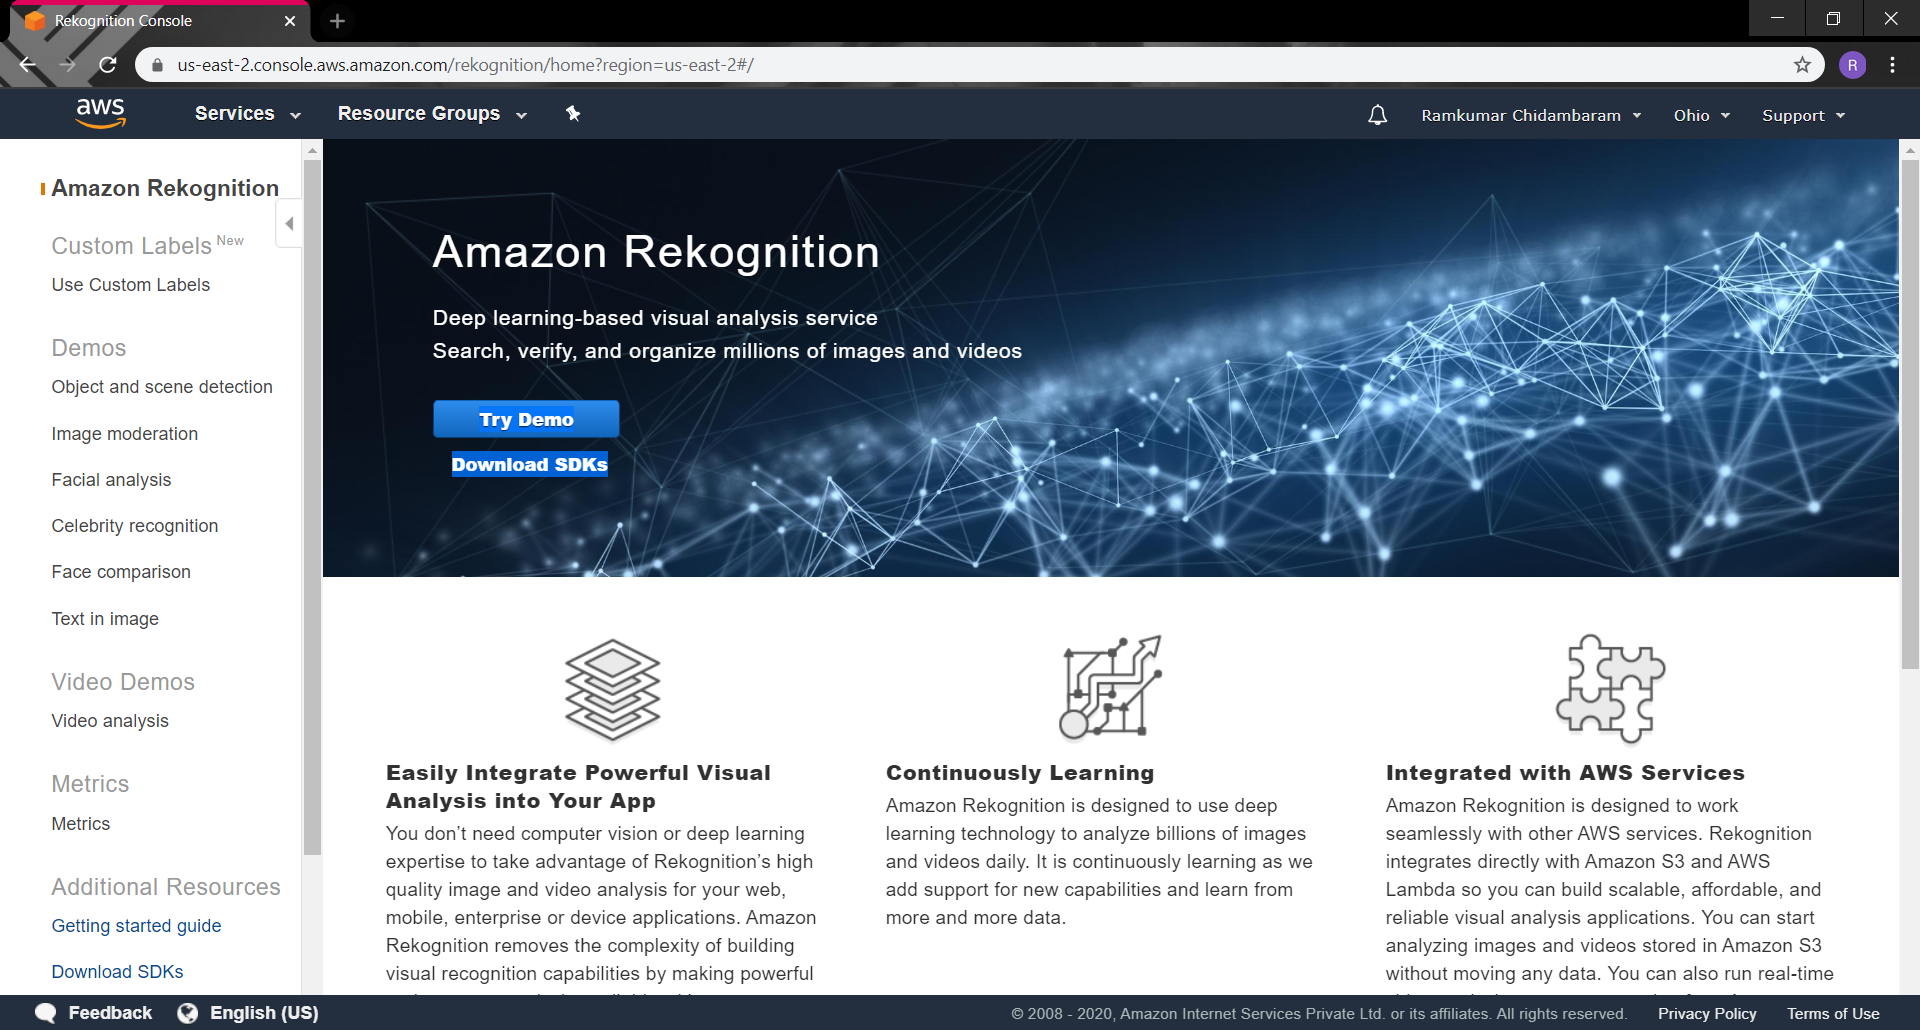 Rekognition Console
us-east-2.console.aws.amazon.com/rekognition/home?region=us-east-2#/
R
aws
Services
Resource Groups
Ramkumar Chidambaram
Ohio
Support
Amazon Rekognition
Custom Labels New
Use Custom Labels
Demos
Object and scene detection
Image moderation
Facial analysis
Celebrity recognition
Face comparison
Text in image
Video Demos
Video analysis
Metrics
Metrics
Additional Resources
Getting started guide
Download SDKs
Amazon Rekognition
Deep learning-based visual analysis service
Search, verify, and organize millions of images and videos
Try Demo
Download SDKs
Easily Integrate Powerful Visual
Analysis into Your App
You don’t need computer vision or deep learning
expertise to take advantage of Rekognition’s high
quality image and video analysis for your web,
mobile, enterprise or device applications. Amazon
Rekognition removes the complexity of building
visual recognition capabilities by making powerful
Continuously Learning
Amazon Rekognition is designed to use deep
learning technology to analyze billions of images
and videos daily. It is continuously learning as we
add support for new capabilities and learn from
more and more data.
Integrated with AWS Services
Amazon Rekognition is designed to work
seamlessly with other AWS services. Rekognition
integrates directly with Amazon S3 and AWS
Lambda so you can build scalable, affordable, and
reliable visual analysis applications. You can start
analyzing images and videos stored in Amazon S3
without moving any data. You can also run real-time
Feedback
English (US)
© 2008 - 2020, Amazon Internet Services Private Ltd. or its affiliates. All rights reserved.
Privacy Policy
Terms of Use